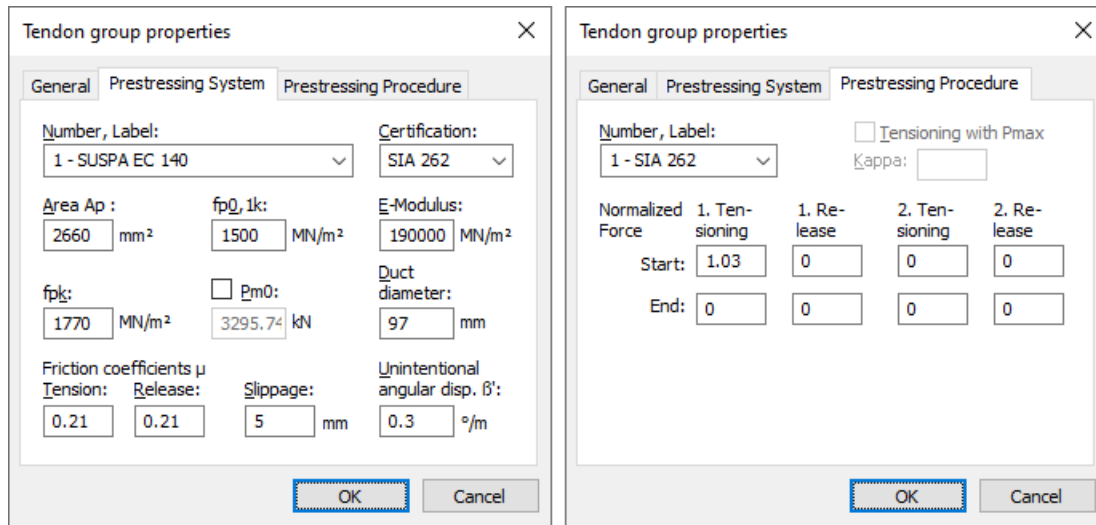 Tendon group properties
General Prestressing System Prestressing Procedure
Number, Label: Certification:
1 - SUSPA EC 140 SIA 262
Area Ap : fp0,1k: E-Modulus:
2660 mm² 1500 MN/m² 190000 MN/m²
fpk: Pm0: Duct diameter:
1770 MN/m² 3295.74 kN 97 mm
Friction coefficients µ Unintentional
Tension: Release: Slippage: angular disp. ß':
0.21 0.21 5 mm 0.3 °/m
OK Cancel
Tendon group properties
General Prestressing System Prestressing Procedure
Number, Label: Tensioning with Pmax
1 - SIA 262 Kappa:
Normalized 1. Ten- 1. Re- 2. Ten- 2. Re-
Force sioning lease sioning lease
Start: 1.03 0 0 0
End: 0 0 0 0
OK Cancel